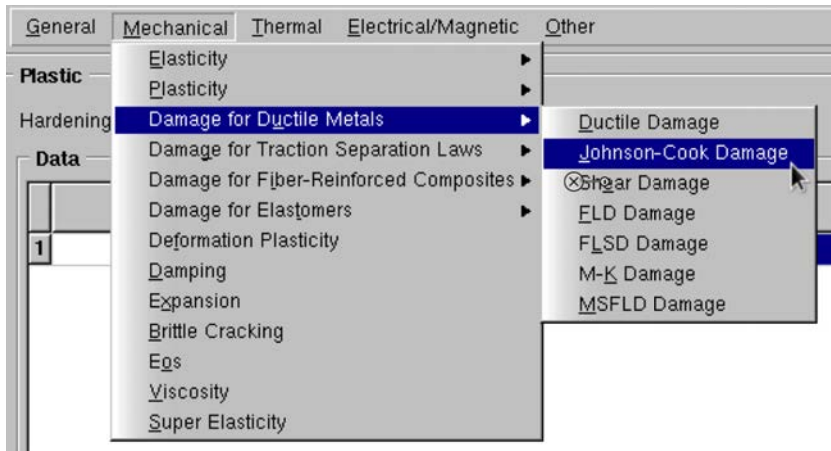 General Mechanical Thermal Electrical/Magnetic Other
Plastic
Hardening
Data
1
Elasticity
Plasticity
Damage for Ductile Metals
Damage for Traction Separation Laws
Damage for Fiber-Reinforced Composites
Damage for Elastomers
Deformation Plasticity
Damping
Expansion
Brittle Cracking
Eos
Viscosity
Super Elasticity
Ductile Damage
Johnson-Cook Damage
Shear Damage
FLD Damage
FLSD Damage
M-K Damage
MSFLD Damage